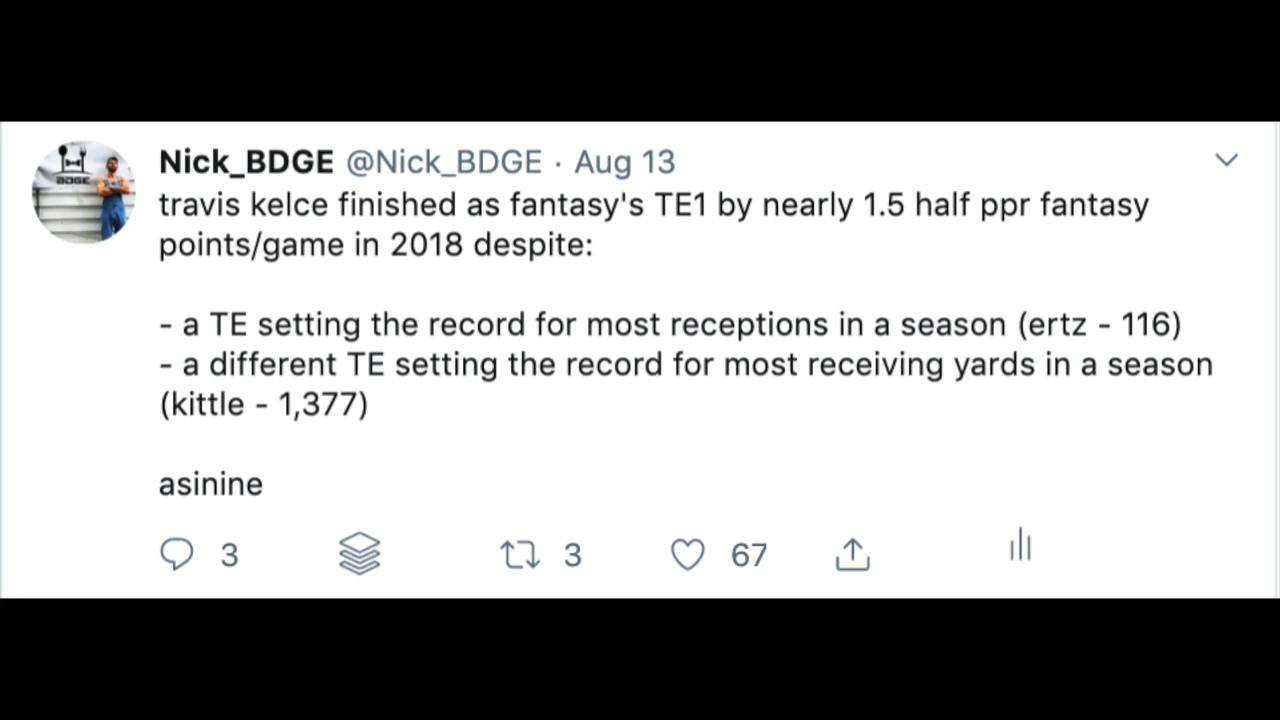 BDGE
Nick_BDGE @Nick_BDGE · Aug 13
travis kelce finished as fantasy's TE1 by nearly 1.5 half ppr fantasy
points/game in 2018 despite:
- a TE setting the record for most receptions in a season (ertz - 116)
- a different TE setting the record for most receiving yards in a season
(kittle - 1,377)
asinine
3 3 67